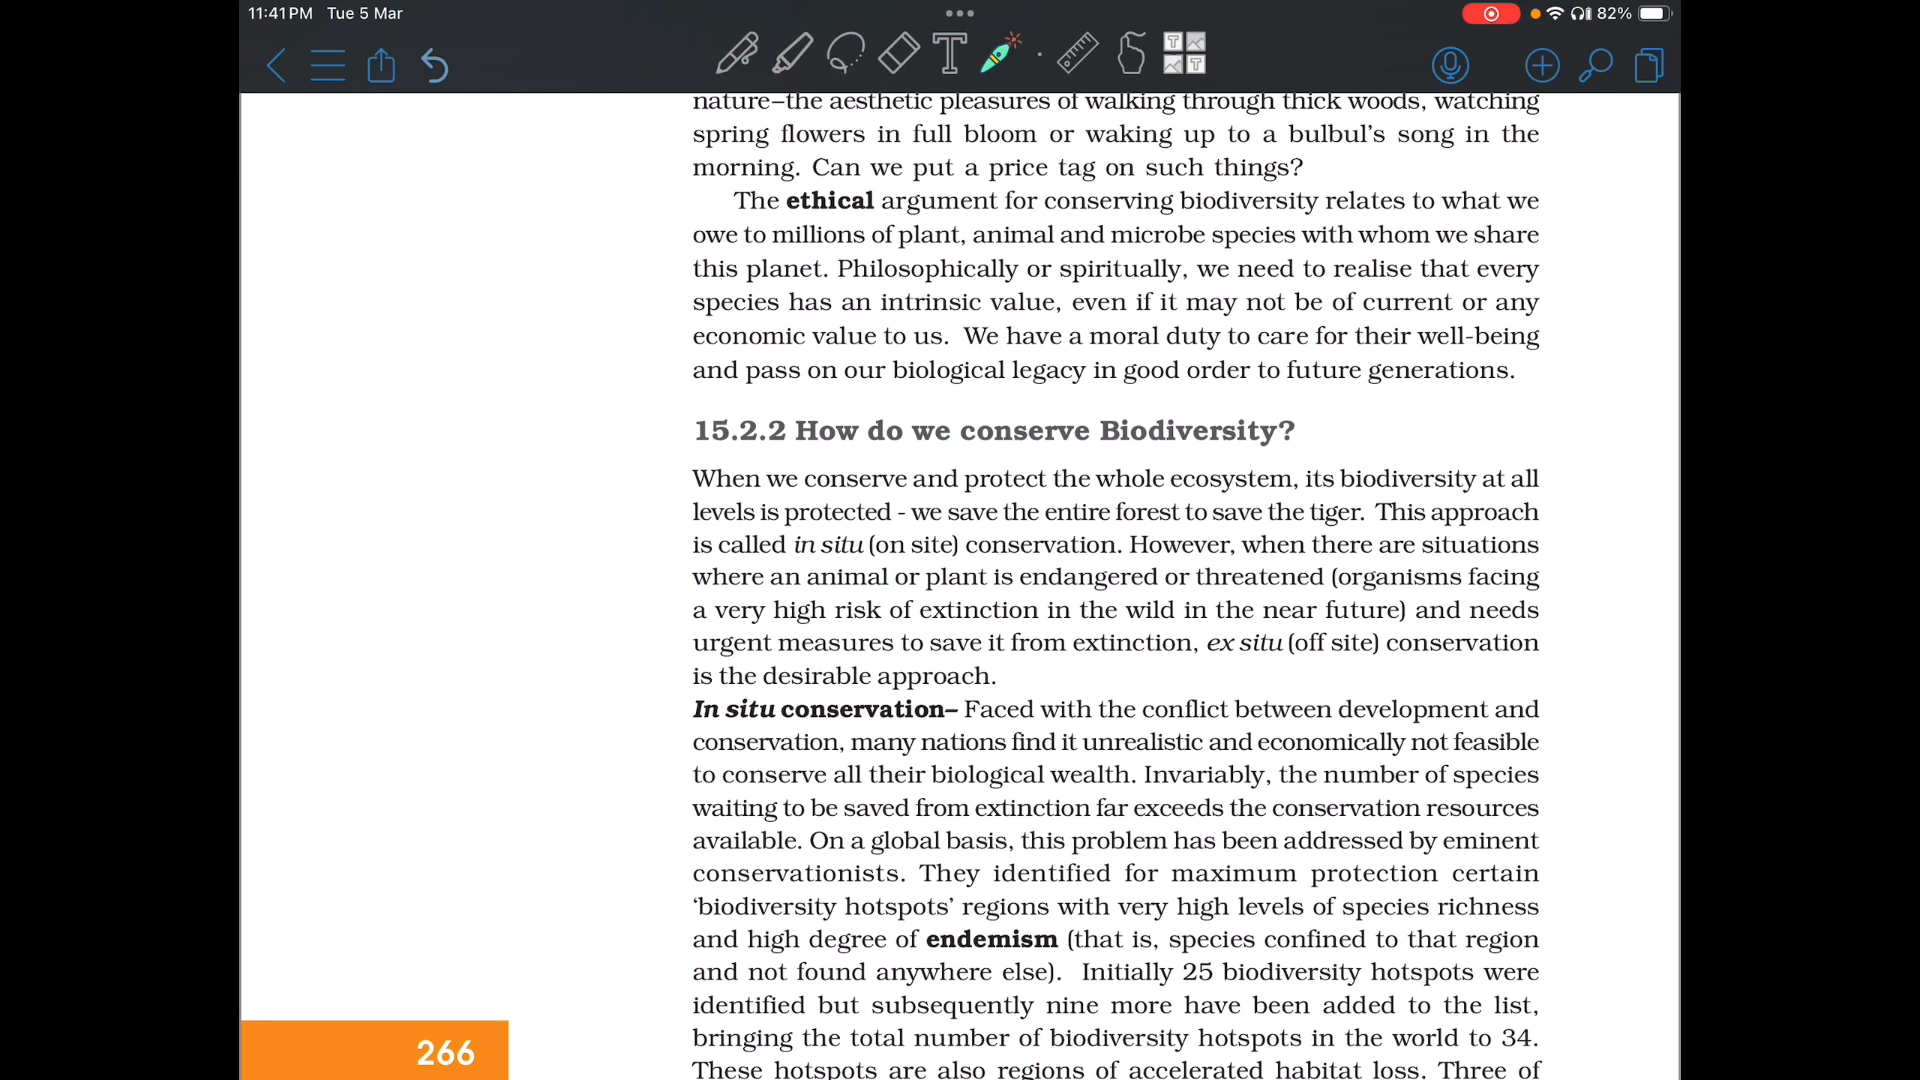 11:41 PM Tue 5 Mar
82%
nature–the aesthetic pleasures of walking through thick woods, watching
spring flowers in full bloom or waking up to a bulbul's song in the
morning. Can we put a price tag on such things?
The ethical argument for conserving biodiversity relates to what we
owe to millions of plant, animal and microbe species with whom we share
this planet. Philosophically or spiritually, we need to realise that every
species has an intrinsic value, even if it may not be of current or any
economic value to us. We have a moral duty to care for their well-being
and pass on our biological legacy in good order to future generations.
15.2.2 How do we conserve Biodiversity?
When we conserve and protect the whole ecosystem, its biodiversity at all
levels is protected - we save the entire forest to save the tiger. This approach
is called in situ (on site) conservation. However, when there are situations
where an animal or plant is endangered or threatened (organisms facing
a very high risk of extinction in the wild in the near future) and needs
urgent measures to save it from extinction, ex situ (off site) conservation
is the desirable approach.
In situ conservation– Faced with the conflict between development and
conservation, many nations find it unrealistic and economically not feasible
to conserve all their biological wealth. Invariably, the number of species
waiting to be saved from extinction far exceeds the conservation resources
available. On a global basis, this problem has been addressed by eminent
conservationists. They identified for maximum protection certain
‘biodiversity hotspots’ regions with very high levels of species richness
and high degree of endemism (that is, species confined to that region
and not found anywhere else). Initially 25 biodiversity hotspots were
identified but subsequently nine more have been added to the list,
bringing the total number of biodiversity hotspots in the world to 34.
These hotspots are also regions of accelerated habitat loss. Three of
266